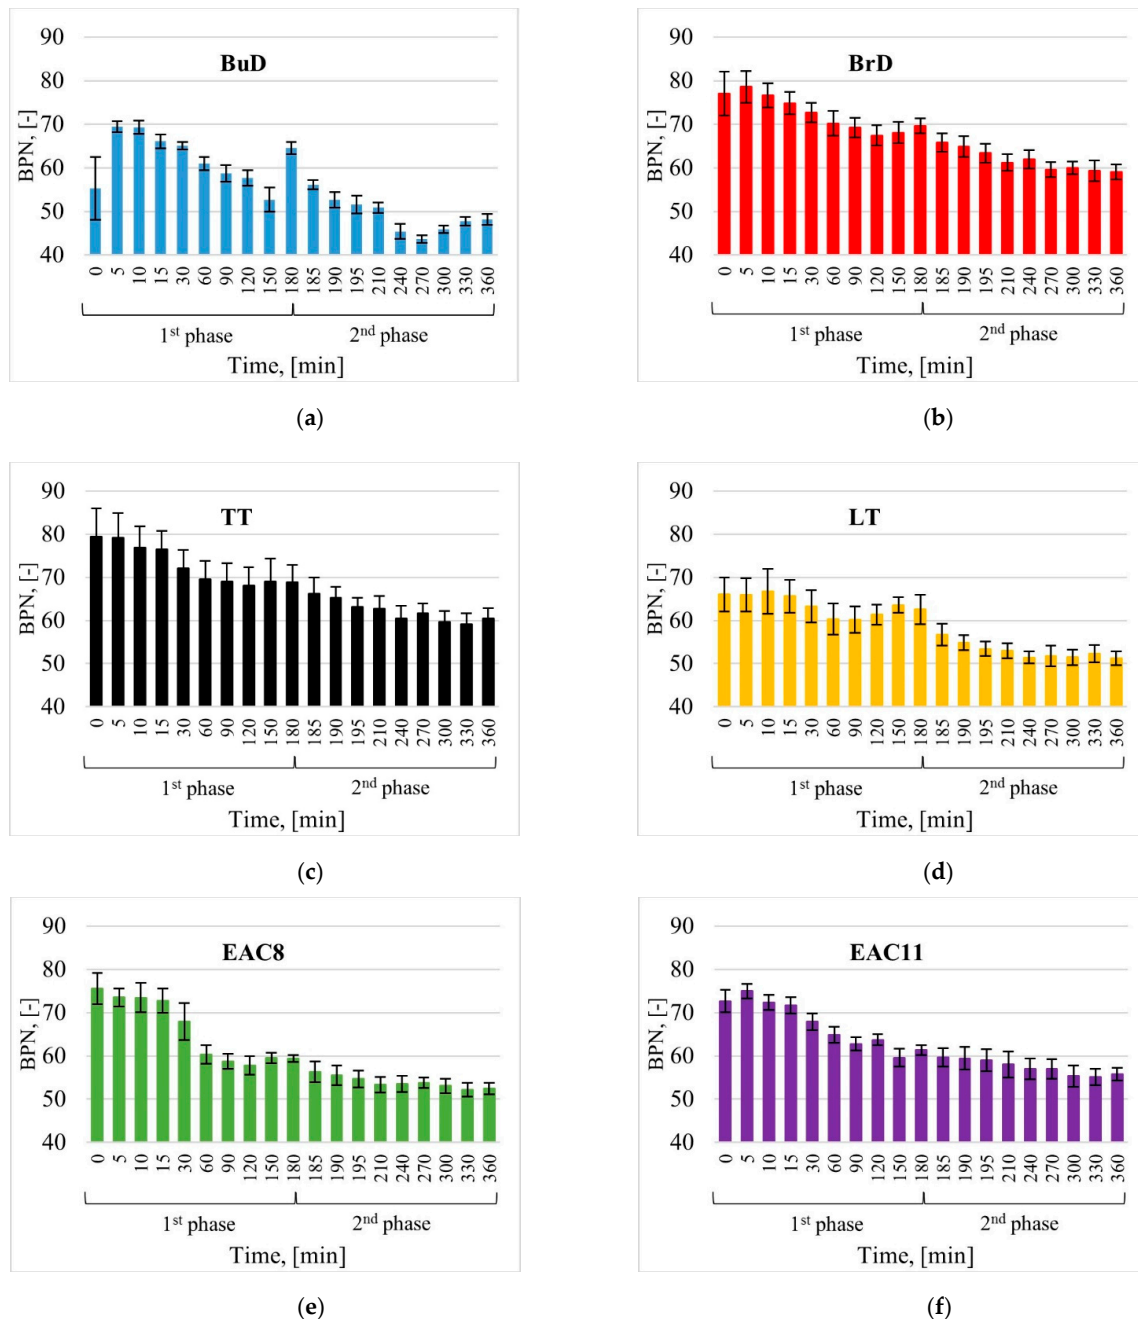 BuD
BPN, [-]
90
80
70
60
50
40
0 5 10 15 30 60 90 120 150 180 185 190 195 210 240 270 300 330 360
1st phase 2nd phase
Time, [min]
(a)
BrD
BPN, [-]
90
80
70
60
50
40
0 5 10 15 30 60 90 120 150 180 185 190 195 210 240 270 300 330 360
1st phase 2nd phase
Time, [min]
(b)
TT
BPN, [-]
90
80
70
60
50
40
0 5 10 15 30 60 90 120 150 180 185 190 195 210 240 270 300 330 360
1st phase 2nd phase
Time, [min]
(c)
LT
BPN, [-]
90
80
70
60
50
40
0 5 10 15 30 60 90 120 150 180 185 190 195 210 240 270 300 330 360
1st phase 2nd phase
Time, [min]
(d)
EAC8
BPN, [-]
90
80
70
60
50
40
0 5 10 15 30 60 90 120 150 180 185 190 195 210 240 270 300 330 360
1st phase 2nd phase
Time, [min]
(e)
EAC11
BPN, [-]
90
80
70
60
50
40
0 5 10 15 30 60 90 120 150 180 185 190 195 210 240 270 300 330 360
1st phase 2nd phase
Time, [min]
(f)